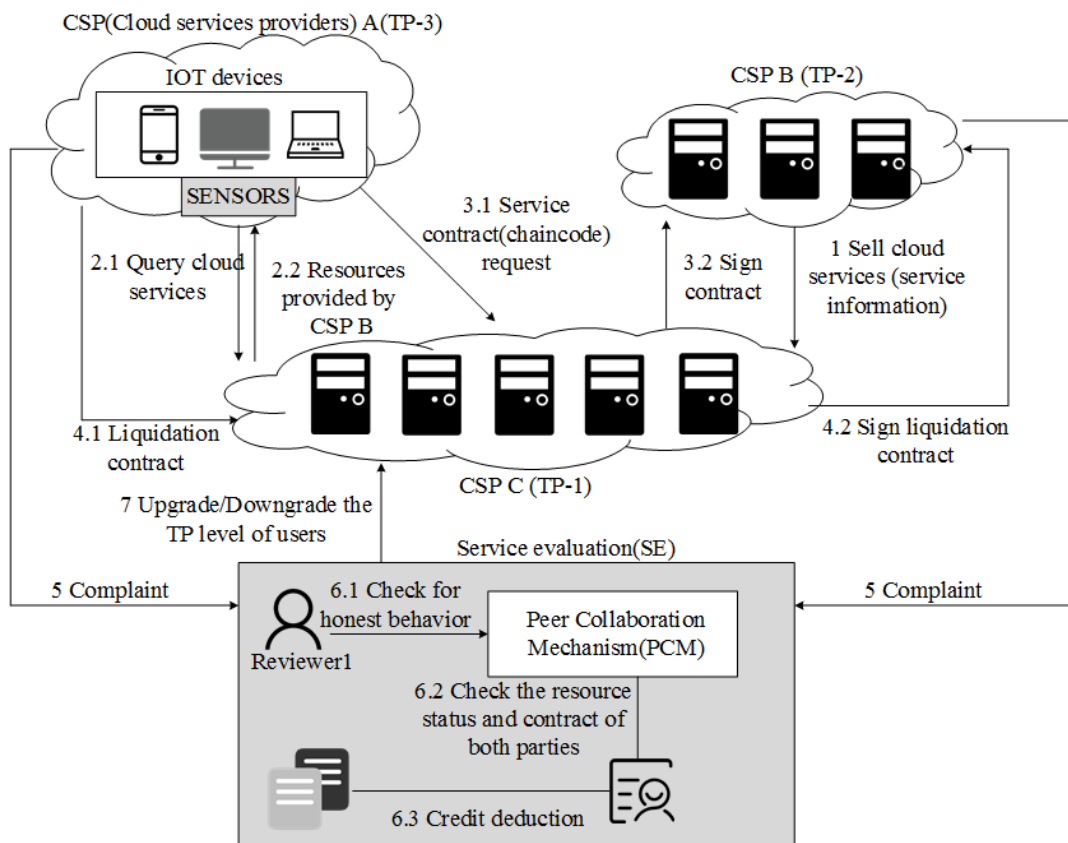 CSP(Cloud services providers) A(TP-3)
IOT devices
SENSORS
CSP B (TP-2)
2.1 Query cloud
services
2.2 Resources
provided by
CSP B
3.1 Service
contract(chaincode)
request
3.2 Sign
contract
1 Sell cloud
services (service
information)
4.1 Liquidation
contract
4.2 Sign liquidation
contract
CSP C (TP-1)
7 Upgrade/Downgrade the
TP level of users
Service evaluation(SE)
5 Complaint
5 Complaint
6.1 Check for
honest behavior
Reviewer1
Peer Collaboration
Mechanism(PCM)
6.2 Check the resource
status and contract of
both parties
6.3 Credit deduction